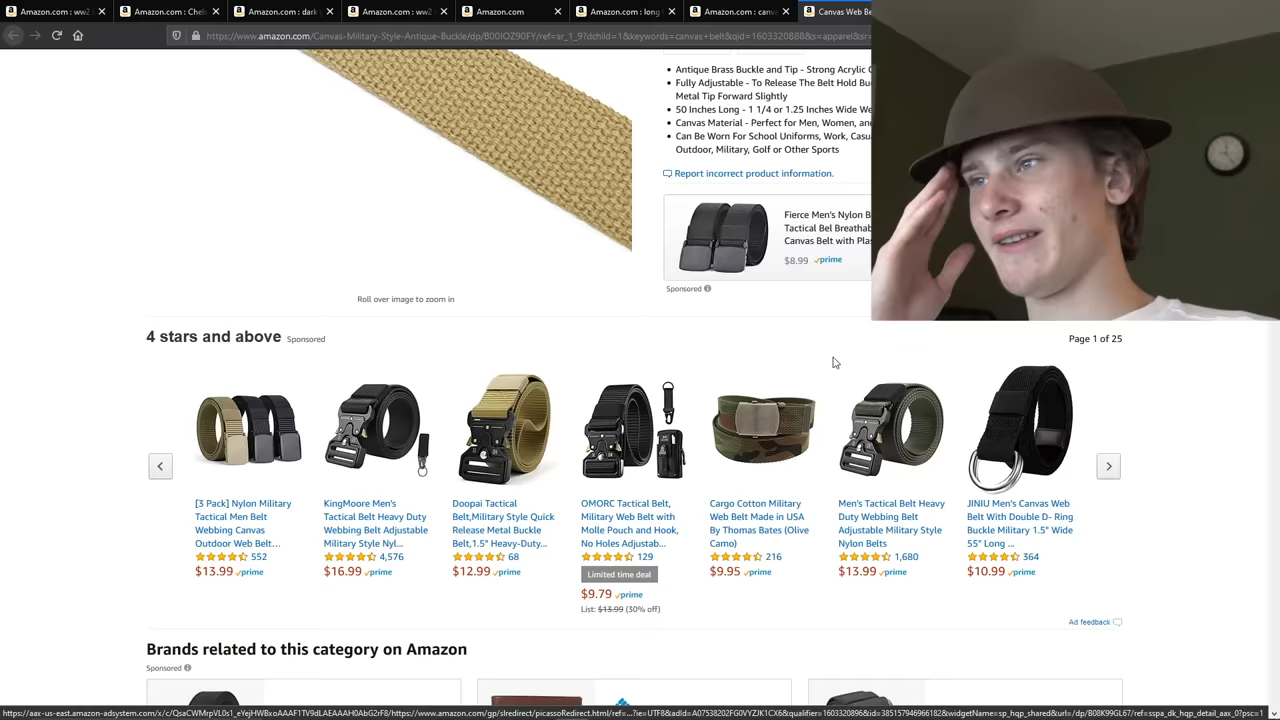 Amazon.com : ww2
Amazon.com : Chels
Amazon.com : dark
Amazon.com : ww2
Amazon.com
Amazon.com : long
Amazon.com : canva
Canvas Web Be
https://www.amazon.com/Canvas-Military-Style-Antique-Buckle/dp/B00IOZ90FY/ref=sr_1_9?dchild=1&keywords=canvas+belt&qid=1603320888&s=apparel&sr=
Antique Brass Buckle and Tip - Strong Acrylic
Fully Adjustable - To Release The Belt Hold Bu
Metal Tip Forward Slightly
50 Inches Long - 1 1/4 or 1.25 Inches Wide We
Canvas Material - Perfect for Men, Women, an
Can Be Worn For School Uniforms, Work, Casu
Outdoor, Military, Golf or Other Sports
Report incorrect product information.
Fierce Men's Nylon B
Tactical Bel Breathab
Canvas Belt with Plas
$8.99 prime
Sponsored
Roll over image to zoom in
4 stars and above Sponsored
Page 1 of 25
[3 Pack] Nylon Military
Tactical Men Belt
Webbing Canvas
Outdoor Web Belt...
552
$13.99 prime
KingMoore Men's
Tactical Belt Heavy Duty
Webbing Belt Adjustable
Military Style Nyl...
4,576
$16.99 prime
Doopai Tactical
Belt,Military Style Quick
Release Metal Buckle
Belt,1.5" Heavy-Duty...
68
$12.99 prime
OMORC Tactical Belt,
Military Web Belt with
Molle Pouch and Hook,
No Holes Adjustab...
129
Limited time deal
$9.79 prime
List: $13.99 (30% off)
Cargo Cotton Military
Web Belt Made in USA
By Thomas Bates (Olive
Camo)
216
$9.95 prime
Men's Tactical Belt Heavy
Duty Webbing Belt
Adjustable Military Style
Nylon Belts
1,680
$13.99 prime
JINIU Men's Canvas Web
Belt With Double D- Ring
Buckle Military 1.5" Wide
55" Long ...
364
$10.99 prime
Ad feedback
Brands related to this category on Amazon
Sponsored